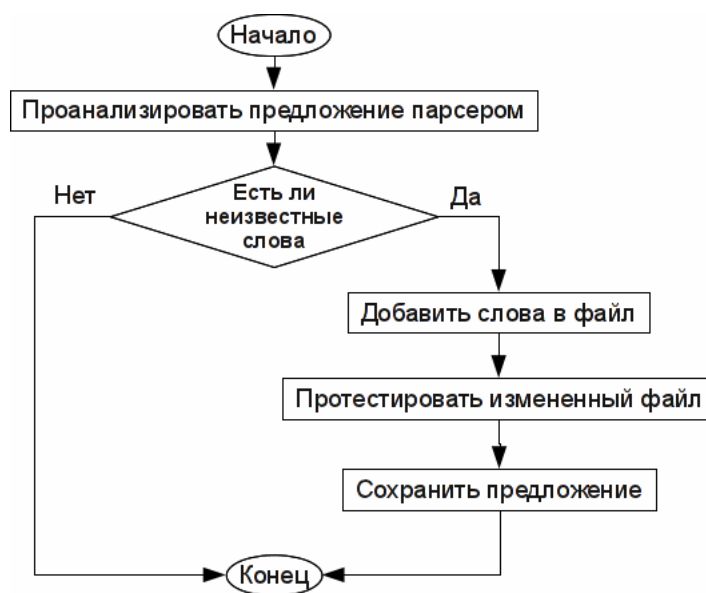 Начало
Проанализировать предложение парсером
Нет
Есть ли
неизвестные
слова
Да
Добавить слова в файл
Протестировать измененный файл
Сохранить предложение
Конец